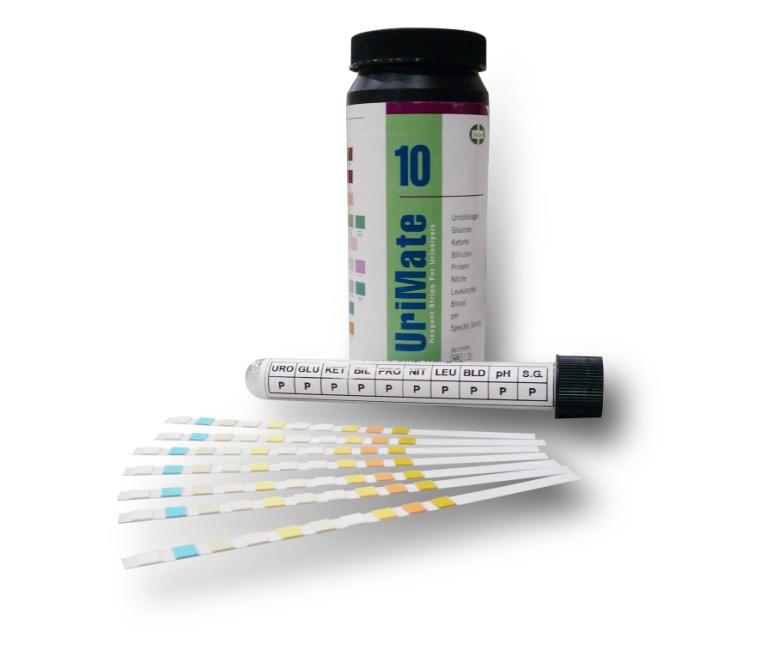 10
UriMate
Reagent Strips For Urinalysis
Urobilinogen
Glucose
Ketone
Bilirubin
Protein
Nitrite
Leukocytes
Blood
pH
Specific Gravity
URO GLU KET BIL PRO NIT LEU BLD pH S.G.
P P P P P P P P P P